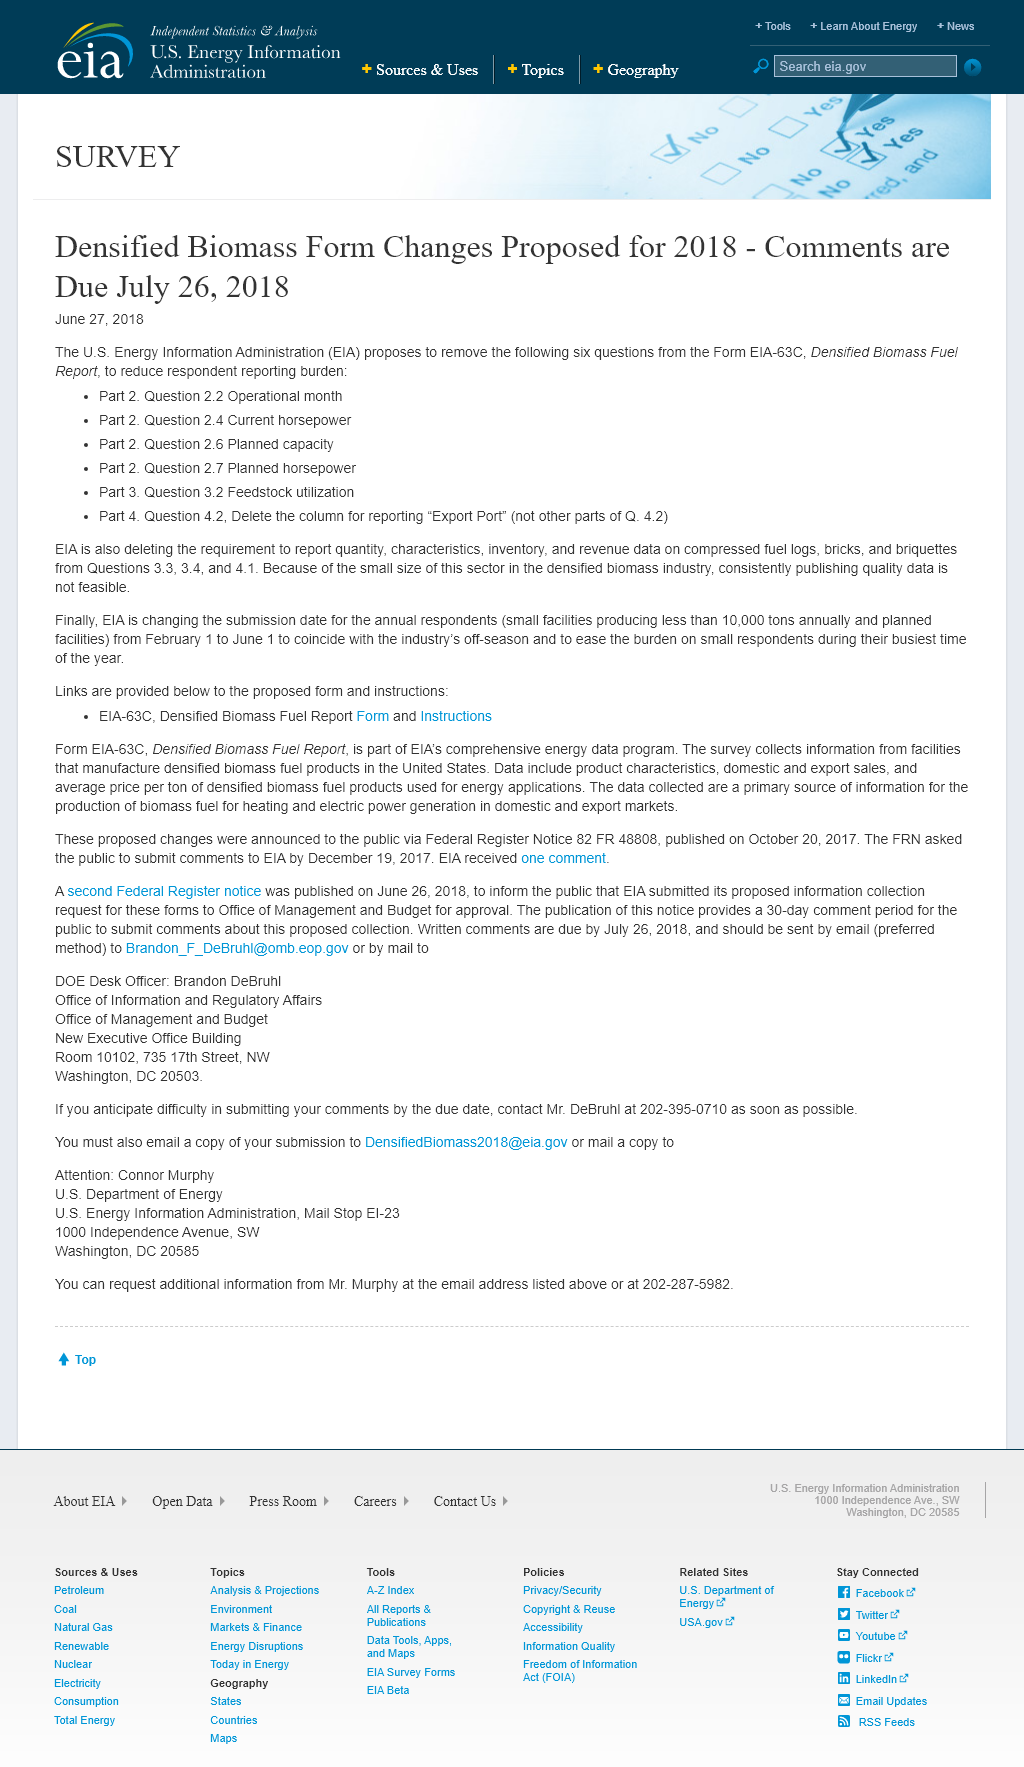 eia
Independent Statistics & Analysis
U.S. Energy Information
Administration
+ Sources & Uses
+ Topics
+ Geography
+ Tools
+ Learn About Energy
+ News
Search eia.gov
SURVEY
No
Yes
No
Yes
No
red, and
Densified Biomass Form Changes Proposed for 2018 - Comments are
Due July 26, 2018
June 27, 2018
The U.S. Energy Information Administration (EIA) proposes to remove the following six questions from the Form EIA-63C, Densified Biomass Fuel
Report, to reduce respondent reporting burden:
• Part 2. Question 2.2 Operational month
• Part 2. Question 2.4 Current horsepower
• Part 2. Question 2.6 Planned capacity
• Part 2. Question 2.7 Planned horsepower
• Part 3. Question 3.2 Feedstock utilization
• Part 4. Question 4.2, Delete the column for reporting “Export Port” (not other parts of Q. 4.2)
EIA is also deleting the requirement to report quantity, characteristics, inventory, and revenue data on compressed fuel logs, bricks, and briquettes
from Questions 3.3, 3.4, and 4.1. Because of the small size of this sector in the densified biomass industry, consistently publishing quality data is
not feasible.
Finally, EIA is changing the submission date for the annual respondents (small facilities producing less than 10,000 tons annually and planned
facilities) from February 1 to June 1 to coincide with the industry’s off-season and to ease the burden on small respondents during their busiest time
of the year.
Links are provided below to the proposed form and instructions:
• EIA-63C, Densified Biomass Fuel Report Form and Instructions
Form EIA-63C, Densified Biomass Fuel Report, is part of EIA’s comprehensive energy data program. The survey collects information from facilities
that manufacture densified biomass fuel products in the United States. Data include product characteristics, domestic and export sales, and
average price per ton of densified biomass fuel products used for energy applications. The data collected are a primary source of information for the
production of biomass fuel for heating and electric power generation in domestic and export markets.
These proposed changes were announced to the public via Federal Register Notice 82 FR 48808, published on October 20, 2017. The FRN asked
the public to submit comments to EIA by December 19, 2017. EIA received one comment.
A second Federal Register notice was published on June 26, 2018, to inform the public that EIA submitted its proposed information collection
request for these forms to Office of Management and Budget for approval. The publication of this notice provides a 30-day comment period for the
public to submit comments about this proposed collection. Written comments are due by July 26, 2018, and should be sent by email (preferred
method) to Brandon_F_DeBruhl@omb.eop.gov or by mail to
DOE Desk Officer: Brandon DeBruhl
Office of Information and Regulatory Affairs
Office of Management and Budget
New Executive Office Building
Room 10102, 735 17th Street, NW
Washington, DC 20503.
If you anticipate difficulty in submitting your comments by the due date, contact Mr. DeBruhl at 202-395-0710 as soon as possible.
You must also email a copy of your submission to DensifiedBiomass2018@eia.gov or mail a copy to
Attention: Connor Murphy
U.S. Department of Energy
U.S. Energy Information Administration, Mail Stop EI-23
1000 Independence Avenue, SW
Washington, DC 20585
You can request additional information from Mr. Murphy at the email address listed above or at 202-287-5982.
Top
About EIA
Open Data
Press Room
Careers
Contact Us
U.S. Energy Information Administration
1000 Independence Ave., SW
Washington, DC 20585
Sources & Uses
Petroleum
Coal
Natural Gas
Renewable
Nuclear
Electricity
Consumption
Total Energy
Topics
Analysis & Projections
Environment
Markets & Finance
Energy Disruptions
Today in Energy
Geography
States
Countries
Maps
Tools
A-Z Index
All Reports &
Publications
Data Tools, Apps,
and Maps
EIA Survey Forms
EIA Beta
Policies
Privacy/Security
Copyright & Reuse
Accessibility
Information Quality
Freedom of Information
Act (FOIA)
Related Sites
U.S. Department of
Energy
USA.gov
Stay Connected
Facebook
Twitter
Youtube
Flickr
LinkedIn
Email Updates
RSS Feeds